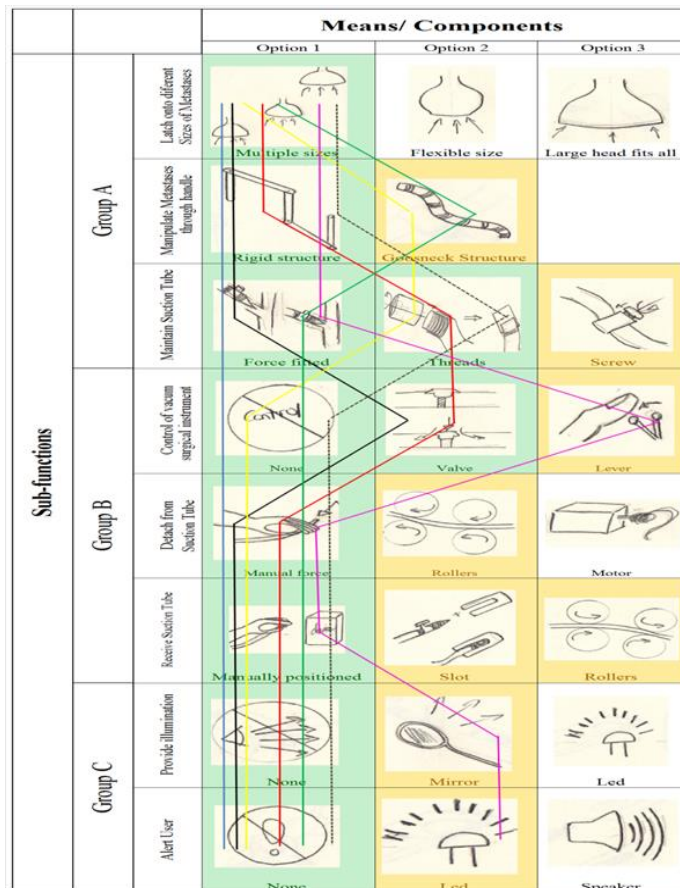 Means/ Components
Option 1
Option 2
Option 3
Sub-functions
Group A
Latch onto diferent
Sizes of Metastases
Multiple sizes
Flexible size
Large head fits all
Manipulate Metastases
through handle
Rigid structure
Goosneck Structure
Maintain Suction Tube
Force fitted
Threads
Screw
Group B
Control of vacum
surgical instrument
Control
None
Valve
Lever
Detach from
Suction Tube
Manual force
Rollers
Motor
Receive Suction Tube
Manually positioned
Slot
Rollers
Group C
Provide illumination
None
Mirror
Led
Alert User
None
Led
Speaker